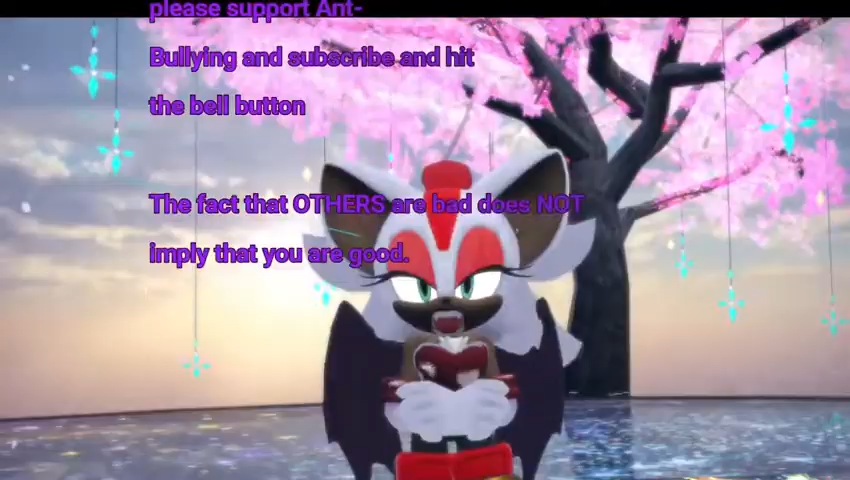 please support Ant-
Bullying and subscribe and hit
the bell button
The fact that OTHERS are bad does NOT
imply that you are good.